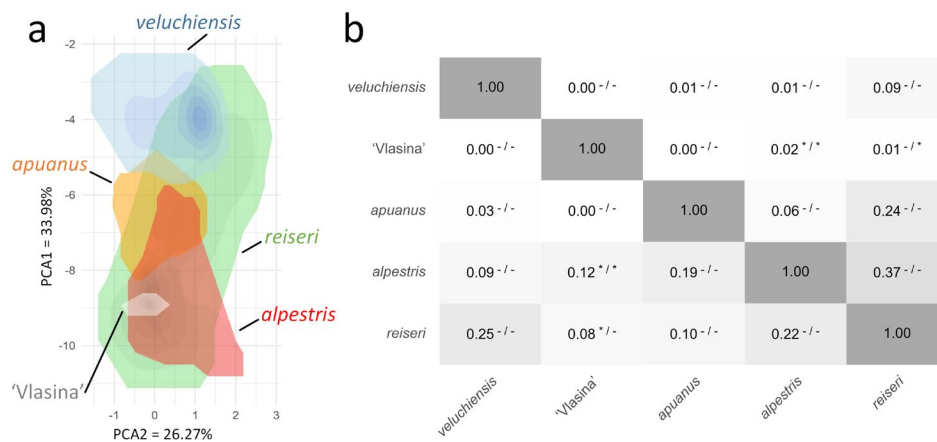 a
b
veluchiensis
apuanus
reiseri
alpestris
'Vlasina'
-2
-4
-6
-8
-10
PCA1 = 33.98%
-1 0 1 2 3
PCA2 = 26.27%
veluchiensis 1.00 0.00 - / - 0.01 - / - 0.01 - / - 0.09 - / -
'Vlasina' 0.00 - / - 1.00 0.00 - / - 0.02 * / * 0.01 - / *
apuanus 0.03 - / - 0.00 - / - 1.00 0.06 - / - 0.24 - / -
alpestris 0.09 - / - 0.12 * / * 0.19 - / - 1.00 0.37 - / -
reiseri 0.25 - / - 0.08 * / - 0.10 - / - 0.22 - / - 1.00
veluchiensis 'Vlasina' apuanus alpestris reiseri